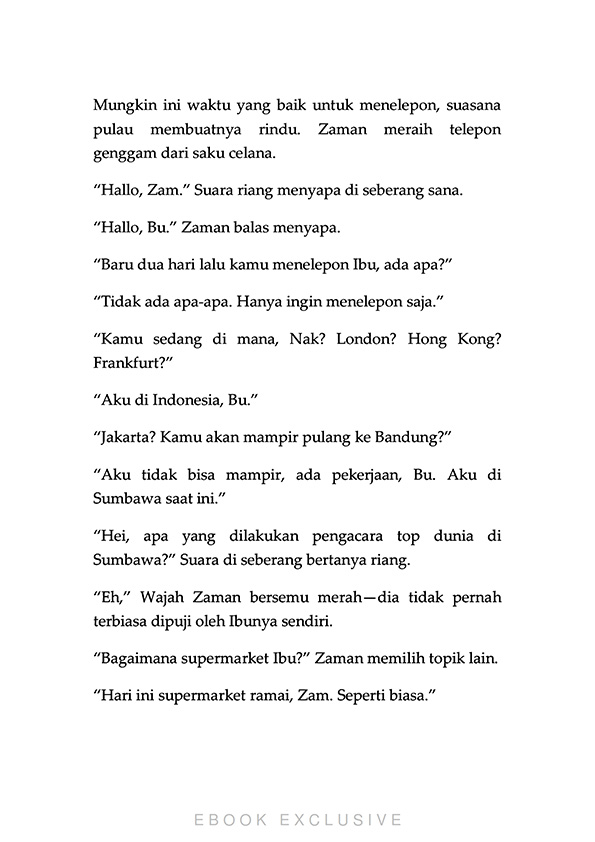 Mungkin ini waktu yang baik untuk menelepon, suasana
pulau membuatnya rindu. Zaman meraih telepon
genggam dari saku celana.
“Hallo, Zam.” Suara riang menyapa di seberang sana.
“Hallo, Bu.” Zaman balas menyapa.
“Baru dua hari lalu kamu menelepon Ibu, ada apa?”
“Tidak ada apa-apa. Hanya ingin menelepon saja.”
“Kamu sedang di mana, Nak? London? Hong Kong?
Frankfurt?”
“Aku di Indonesia, Bu.”
“Jakarta? Kamu akan mampir pulang ke Bandung?”
“Aku tidak bisa mampir, ada pekerjaan, Bu. Aku di
Sumbawa saat ini.”
“Hei, apa yang dilakukan pengacara top dunia di
Sumbawa?” Suara di seberang bertanya riang.
“Eh,” Wajah Zaman bersemu merah—dia tidak pernah
terbiasa dipuji oleh Ibunya sendiri.
“Bagaimana supermarket Ibu?” Zaman memilih topik lain.
“Hari ini supermarket ramai, Zam. Seperti biasa.”
EBOOK EXCLUSIVE